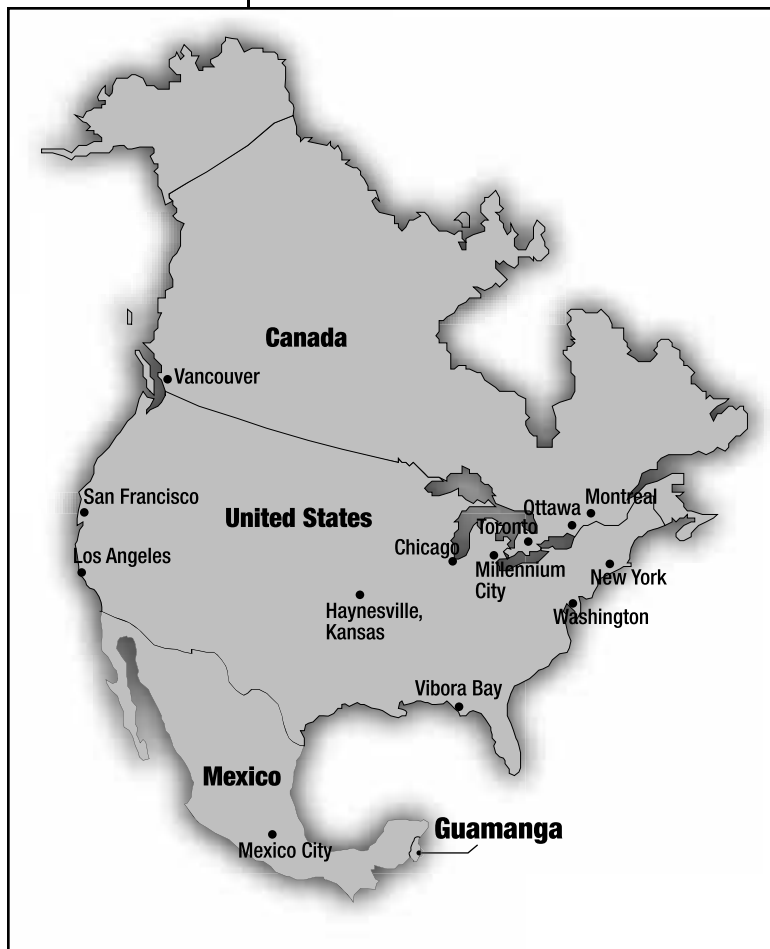 Canada
Vancouver
San Francisco
United States
Ottawa
Montreal
Toronto
Los Angeles
Chicago
Millennium
City
New York
Haynesville,
Kansas
Washington
Vibora Bay
Mexico
Guamanga
Mexico City